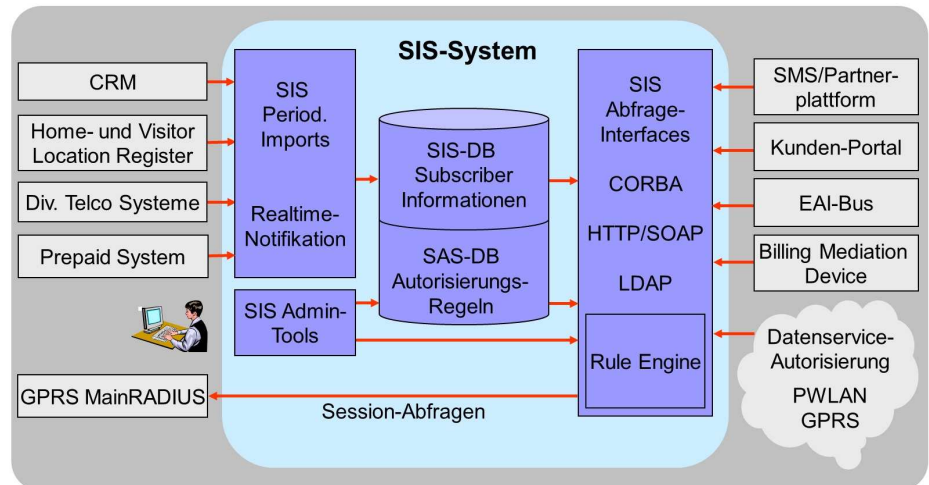 SIS-System
CRM
Home- und Visitor
Location Register
Div. Telco Systeme
Prepaid System
GPRS MainRADIUS
SIS
Period.
Imports
Realtime-
Notifikation
SIS Admin-
Tools
SIS-DB
Subscriber
Informationen
SAS-DB
Autorisierungs-
Regeln
Session-Abfragen
SIS
Abfrage-
Interfaces
CORBA
HTTP/SOAP
LDAP
Rule Engine
SMS/Partner-
plattform
Kunden-Portal
EAI-Bus
Billing Mediation
Device
Datenservice-
Autorisierung
PWLAN
GPRS